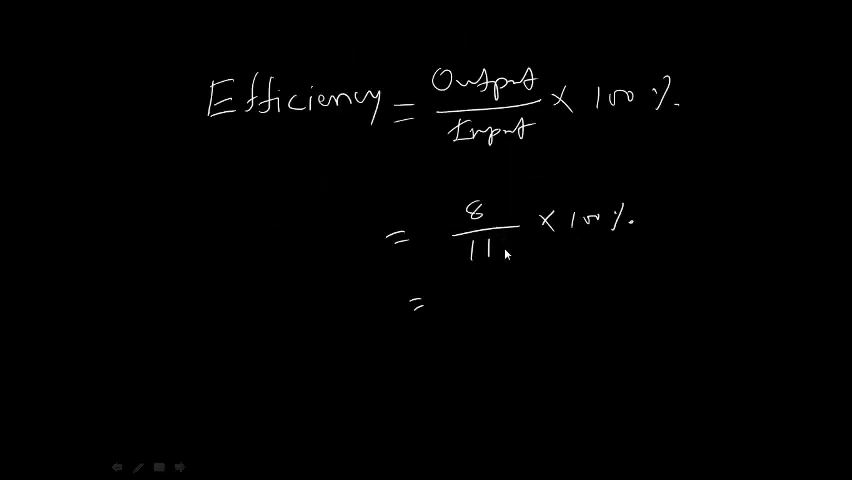 Efficiency = Output / Input × 100 %
= 8 / 11 × 100 %
=